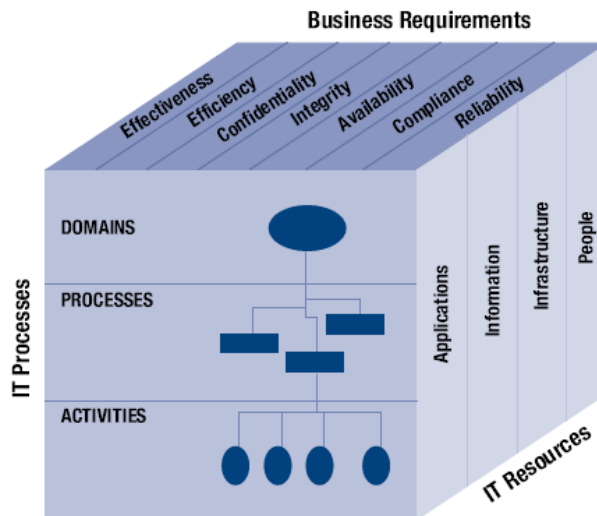 Business Requirements
Effectiveness
Efficiency
Confidentiality
Integrity
Availability
Compliance
Reliability
IT Processes
DOMAINS
PROCESSES
ACTIVITIES
Applications
Information
Infrastructure
People
IT Resources